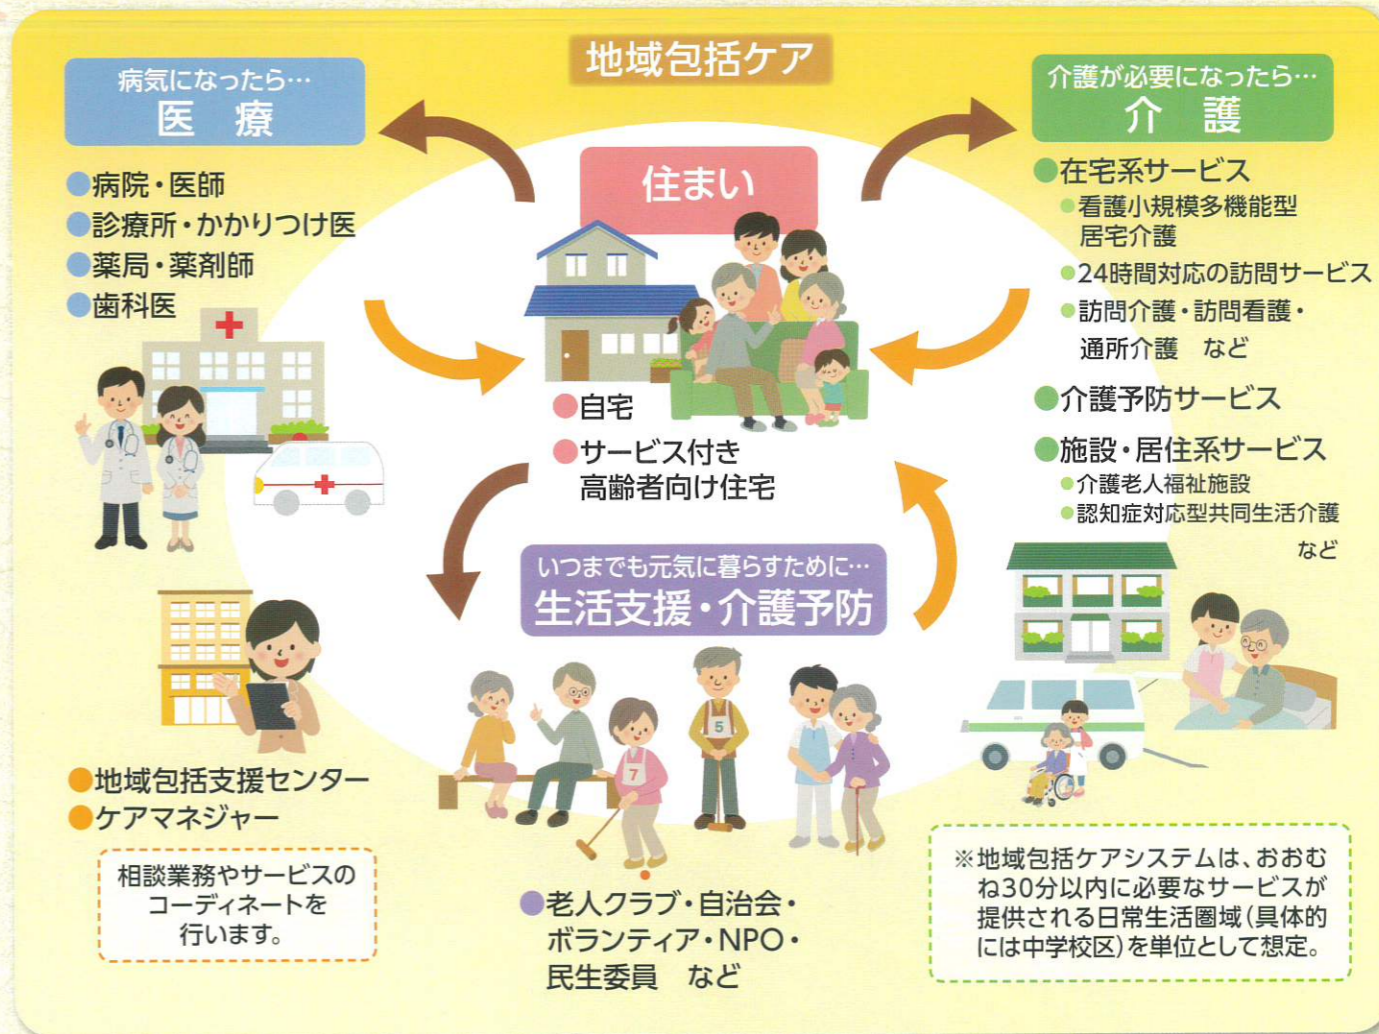 地域包括ケア
病気になったら…
医 療
●病院・医師
●診療所・かかりつけ医
●薬局・薬剤師
●歯科医
住まい
●自宅
●サービス付き
高齢者向け住宅
介護が必要になったら…
介 護
●在宅系サービス
●看護小規模多機能型
居宅介護
●24時間対応の訪問サービス
●訪問介護・訪問看護・
通所介護 など
●介護予防サービス
●施設・居住系サービス
●介護老人福祉施設
●認知症対応型共同生活介護
など
いつまでも元気に暮らすために…
生活支援・介護予防
5
7
●老人クラブ・自治会・
ボランティア・NPO・
民生委員 など
●地域包括支援センター
●ケアマネジャー
相談業務やサービスの
コーディネートを
行います。
※地域包括ケアシステムは、おおむ
ね30分以内に必要なサービスが
提供される日常生活圏域(具体的
には中学校区)を単位として想定。